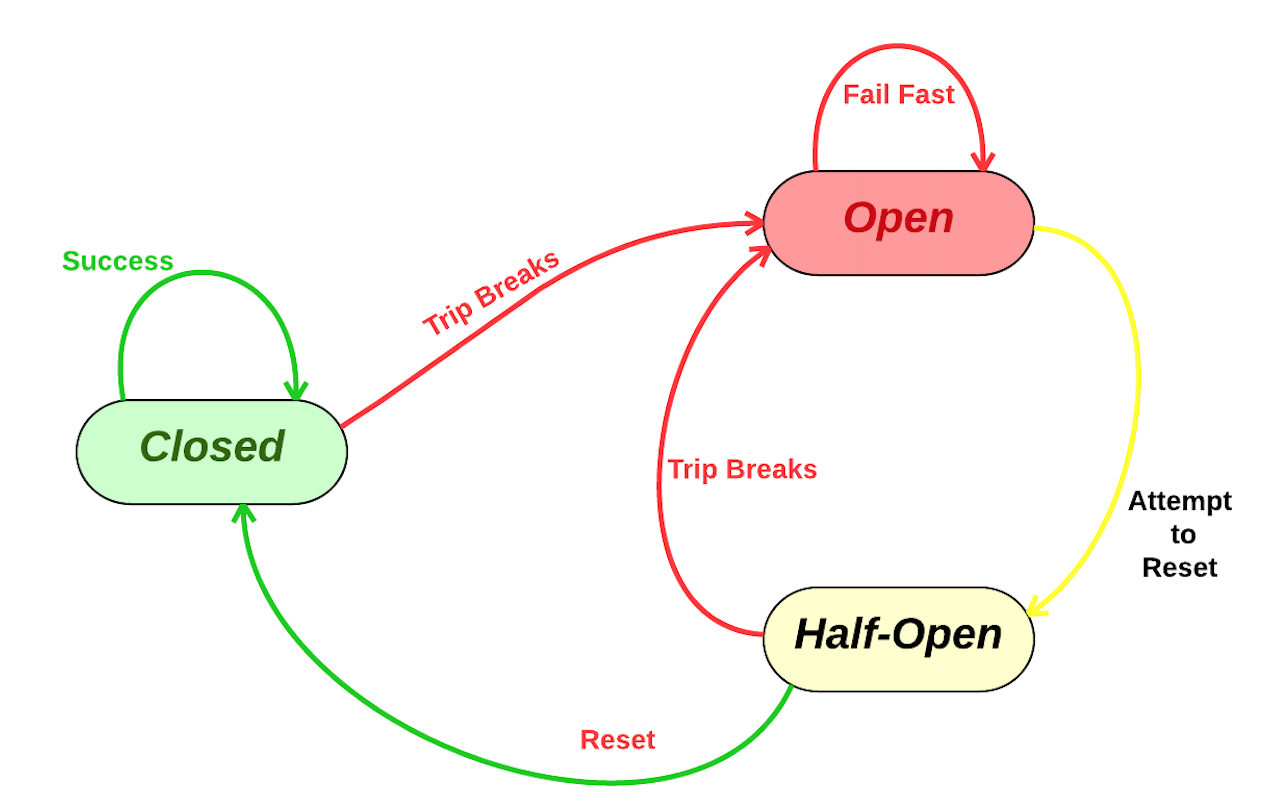 Fail Fast
Open
Success
Trip Breaks
Closed
Trip Breaks
Attempt
to
Reset
Half-Open
Reset